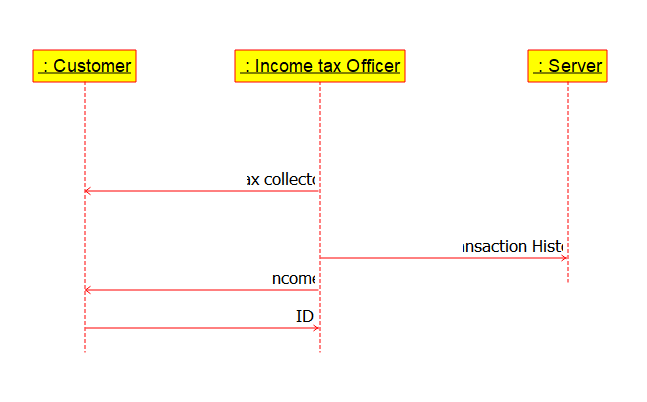 : Customer
: Income tax Officer
: Server
ax collecto
nsaction Histo
ncome
ID